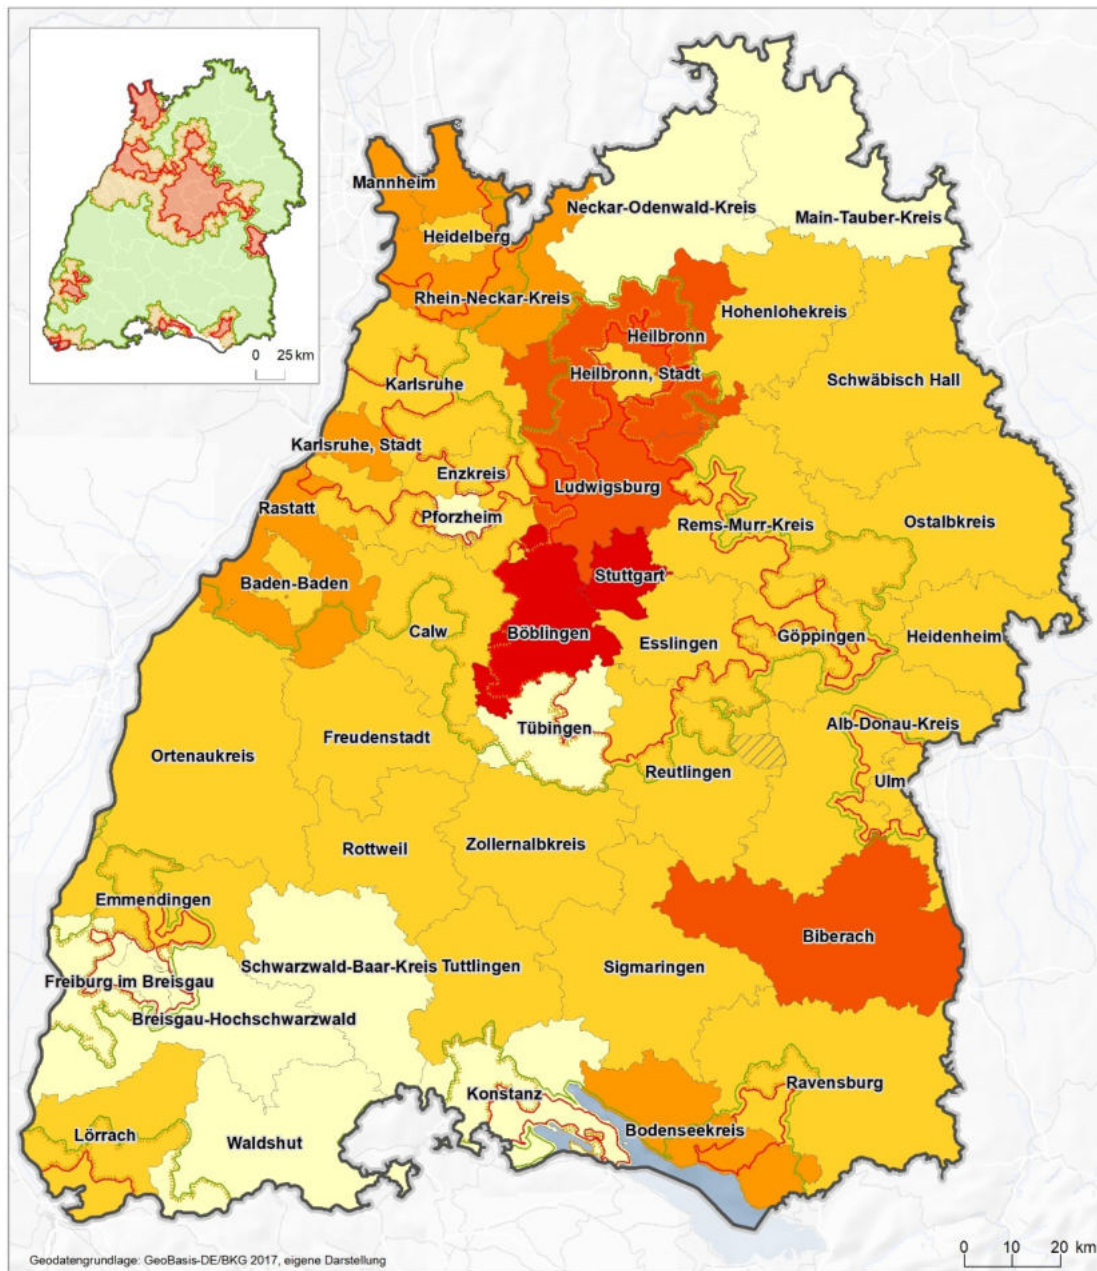 0 25 km
Mannheim
Neckar-Odenwald-Kreis
Main-Tauber-Kreis
Heidelberg
Rhein-Neckar-Kreis
Hohenlohekreis
Heilbronn
Heilbronn, Stadt
Schwäbisch Hall
Karlsruhe
Karlsruhe, Stadt
Enzkreis
Ludwigsburg
Rastatt
Pforzheim
Rems-Murr-Kreis
Ostalbkreis
Baden-Baden
Stuttgart
Calw
Böblingen
Esslingen
Göppingen
Heidenheim
Tübingen
Alb-Donau-Kreis
Ortenaukreis
Freudenstadt
Reutlingen
Ulm
Rottweil
Zollernalbkreis
Emmendingen
Biberach
Schwarzwald-Baar-Kreis
Tuttlingen
Sigmaringen
Freiburg im Breisgau
Breisgau-Hochschwarzwald
Konstanz
Ravensburg
Lörrach
Waldshut
Bodenseekreis
Geodatengrundlage: GeoBasis-DE/BKG 2017, eigene Darstellung
0 10 20 km